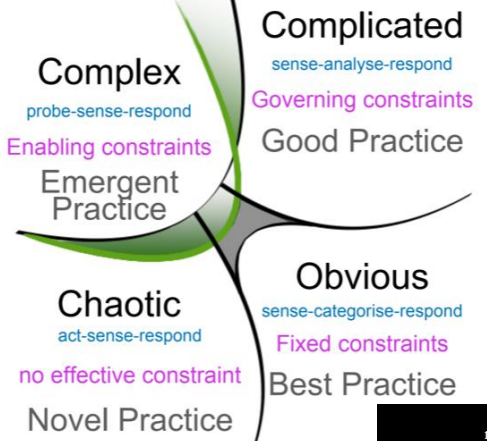 Complex
probe-sense-respond
Enabling constraints
Emergent
Practice
Complicated
sense-analyse-respond
Governing constraints
Good Practice
Chaotic
act-sense-respond
no effective constraint
Novel Practice
Obvious
sense-categorise-respond
Fixed constraints
Best Practice